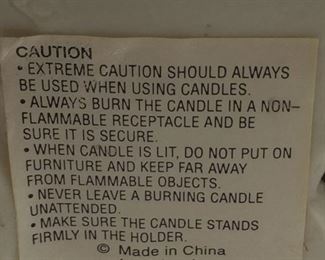 CAUTION
• EXTREME CAUTION SHOULD ALWAYS
BE USED WHEN USING CANDLES.
• ALWAYS BURN THE CANDLE IN A NON–
FLAMMABLE RECEPTACLE AND BE
SURE IT IS SECURE.
• WHEN CANDLE IS LIT, DO NOT PUT ON
FURNITURE AND KEEP FAR AWAY
FROM FLAMMABLE OBJECTS.
• NEVER LEAVE A BURNING CANDLE
UNATTENDED.
• MAKE SURE THE CANDLE STANDS
FIRMLY IN THE HOLDER.
© Made in China